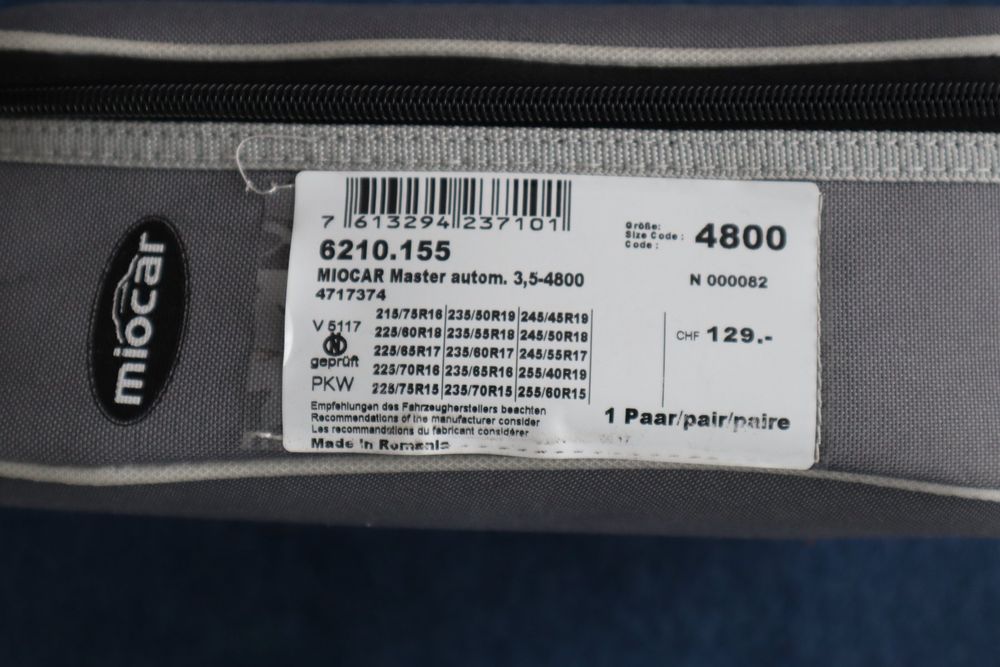 miocar
7 613294 237101
6210.155
MIOCAR Master autom. 3,5-4800
4717374
Größe:
Size Code :
Code :
4800
N 000082
V 5117
geprüft
PKW
215/75R16 235/50R19 245/45R19
225/60R18 235/55R18 245/50R18
225/65R17 235/60R17 245/55R17
225/70R16 235/65R16 255/40R19
225/75R15 235/70R15 255/60R15
CHF 129.-
Empfehlungen des Fahrzeugherstellers beachten
Recommendations of the manufacturer consider
Les recommandations du fabricant considérer
1 Paar/pair/paire
Made in Romania